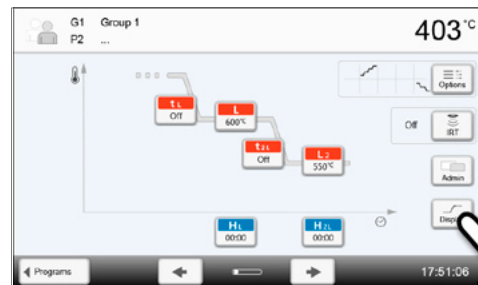 G1 Group 1
P2 ...
403°C
tL
Off
L
600°C
t2L
Off
L2
550°C
HL
00:00
H2L
00:00
Options
Off
IRT
Admin
Programs
17:51:06